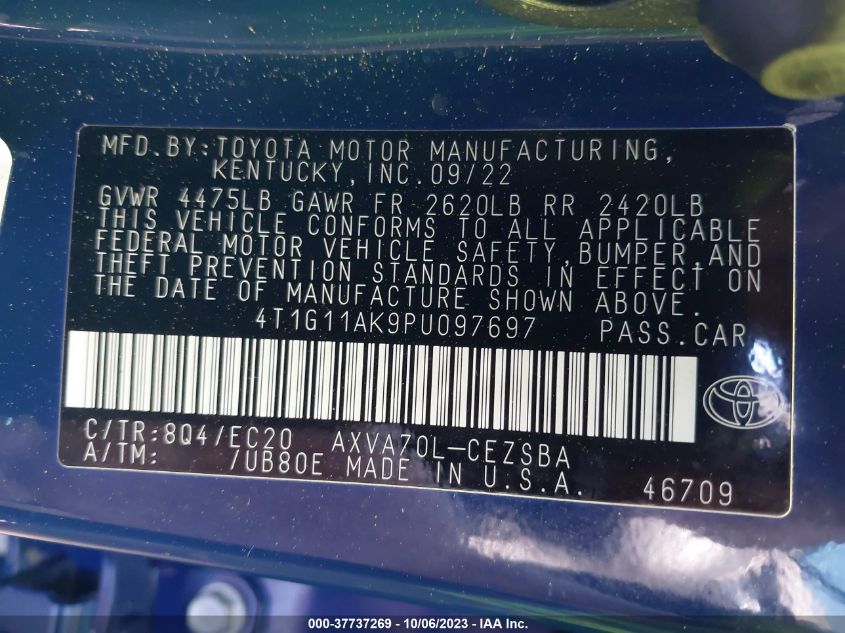 MFD.BY:TOYOTA MOTOR MANUFACTURING,
KENTUCKY,INC.09/22
GVWR 4475LB GAWR FR 2620LB RR 2420LB
THIS VEHICLE CONFORMS TO ALL APPLICABLE
FEDERAL MOTOR VEHICLE SAFETY,BUMPER,AND
THEFT PREVENTION STANDARDS IN EFFECT ON
THE DATE OF MANUFACTURE SHOWN ABOVE.
4T1G11AK9PU097697 PASS.CAR
C/TR:8Q4/EC20 AXVA70L-CEZSBA
A/TM: /UB80E MADE IN U.S.A. 46709
000-37737269 - 10/06/2023 - IAA Inc.